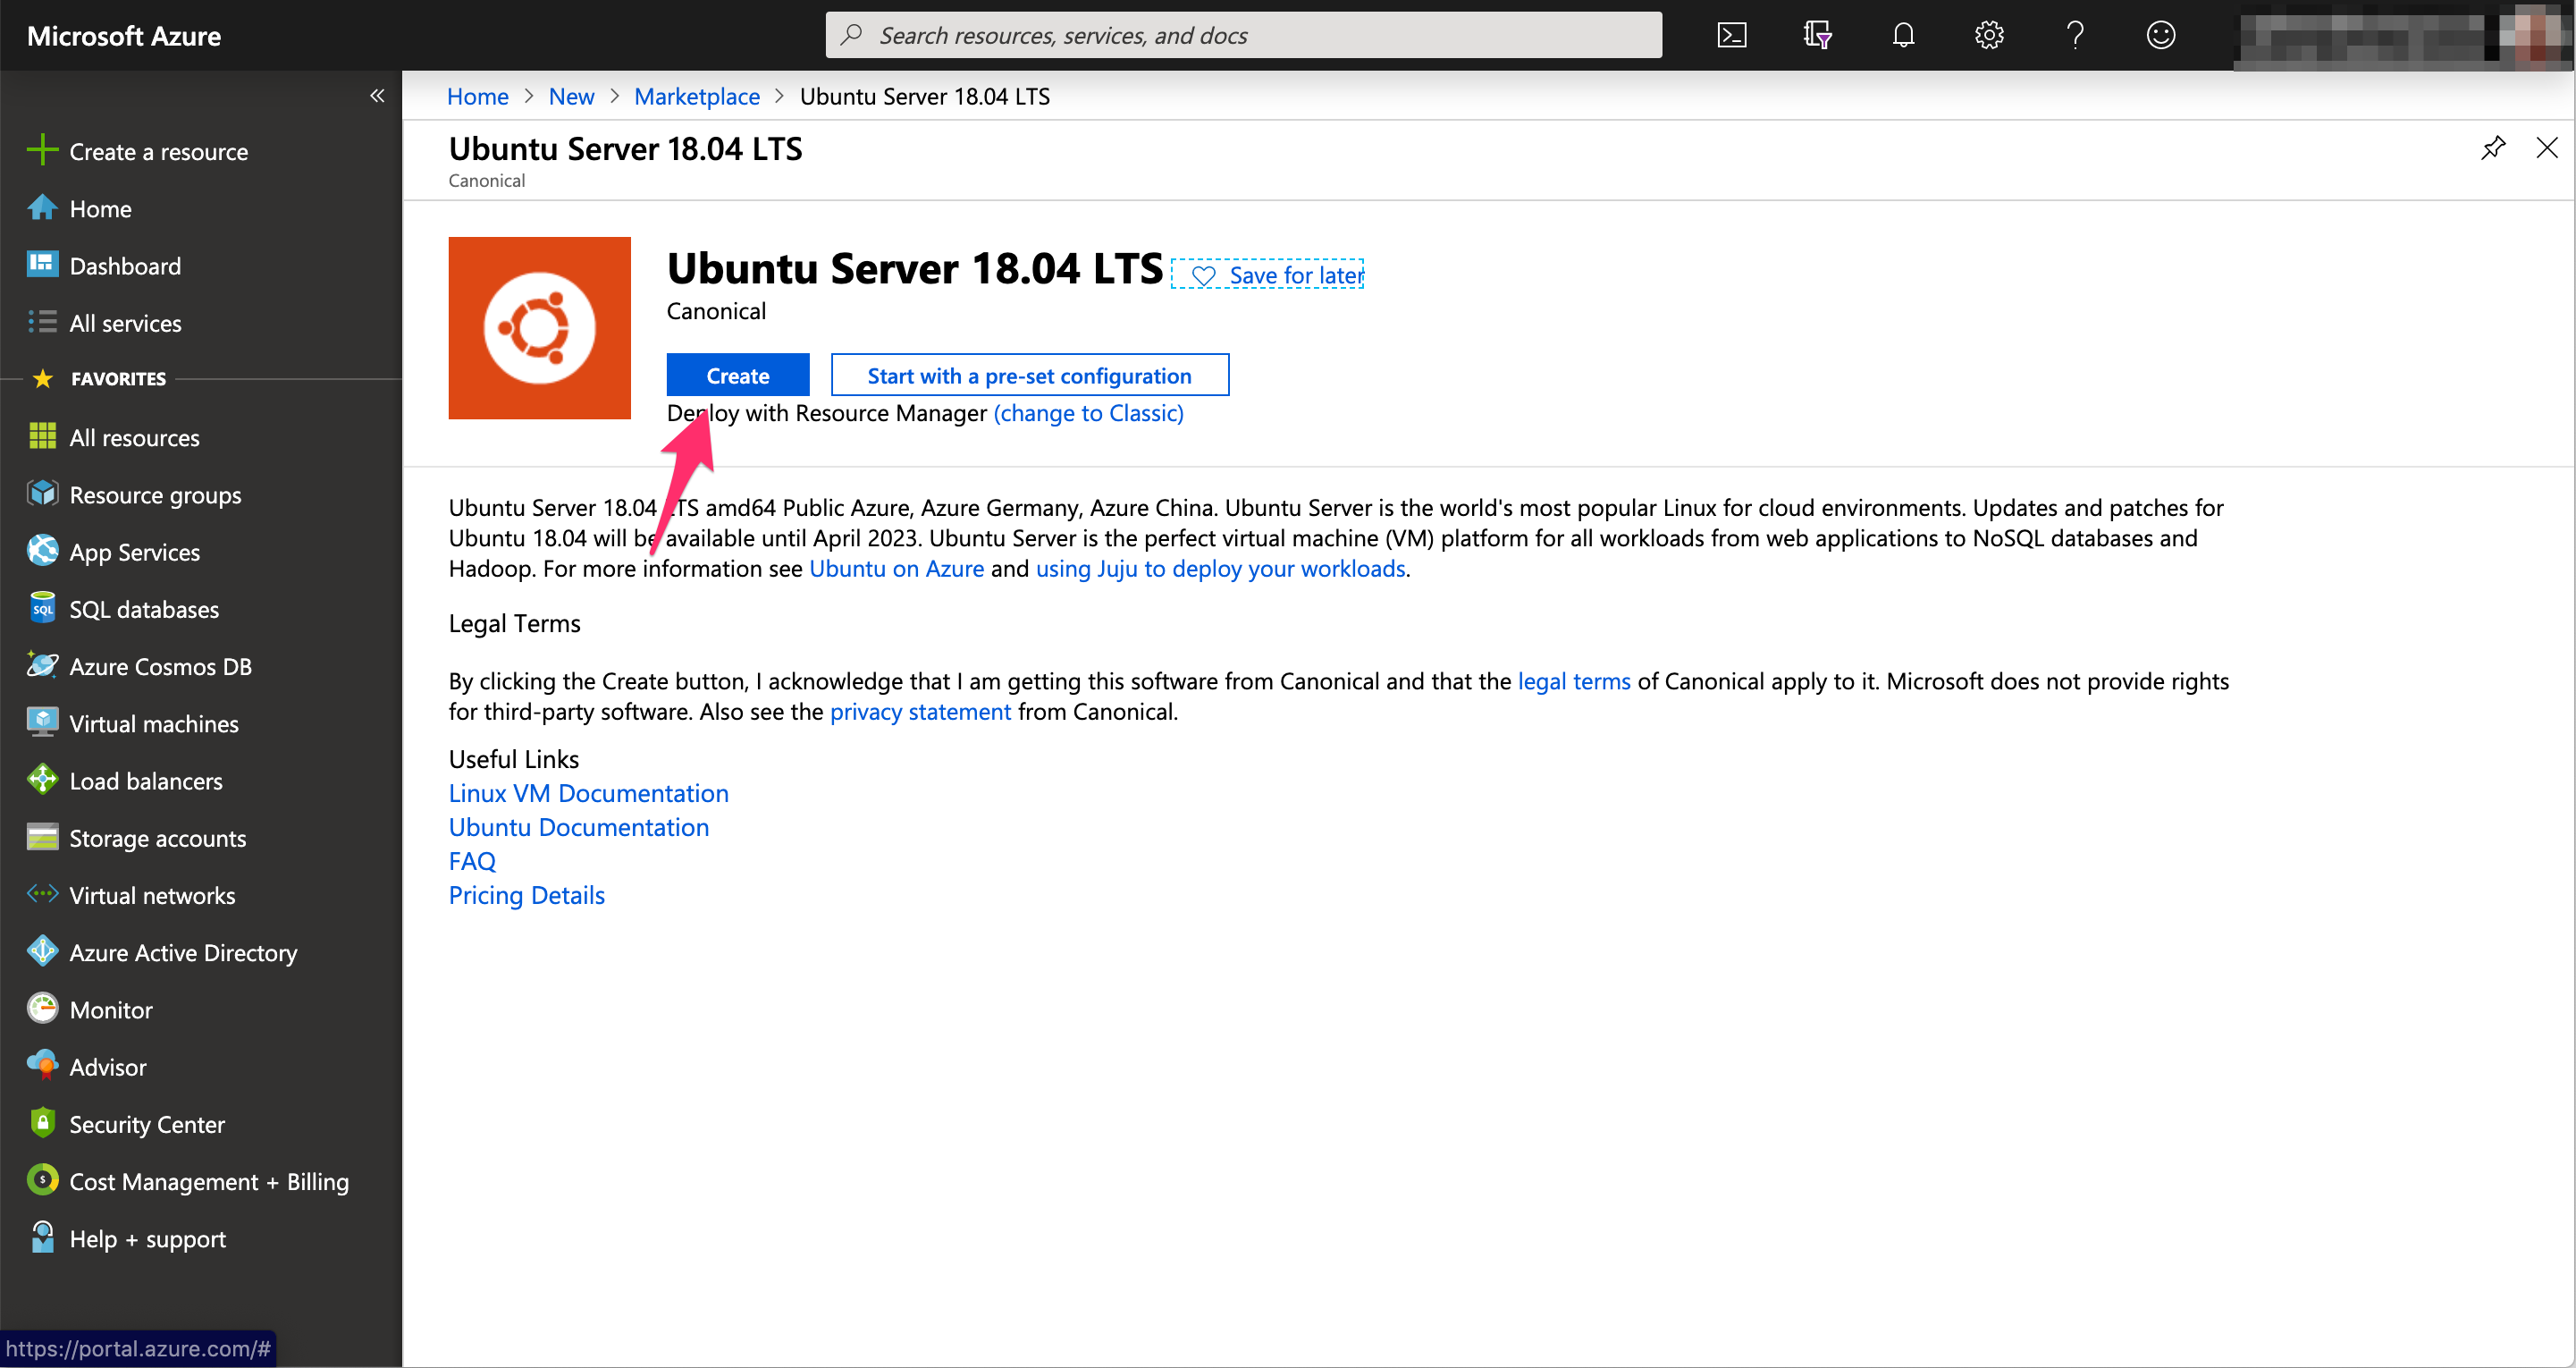 Microsoft Azure
Search resources, services, and docs
Home > New > Marketplace > Ubuntu Server 18.04 LTS
Create a resource
Home
Dashboard
All services
FAVORITES
All resources
Resource groups
App Services
SQL databases
Azure Cosmos DB
Virtual machines
Load balancers
Storage accounts
Virtual networks
Azure Active Directory
Monitor
Advisor
Security Center
Cost Management + Billing
Help + support
https://portal.azure.com/#
Ubuntu Server 18.04 LTS
Canonical
Ubuntu Server 18.04 LTS Save for later
Canonical
Create Start with a pre-set configuration
Deploy with Resource Manager (change to Classic)
Ubuntu Server 18.04 LTS amd64 Public Azure, Azure Germany, Azure China. Ubuntu Server is the world's most popular Linux for cloud environments. Updates and patches for
Ubuntu 18.04 will be available until April 2023. Ubuntu Server is the perfect virtual machine (VM) platform for all workloads from web applications to NoSQL databases and
Hadoop. For more information see Ubuntu on Azure and using Juju to deploy your workloads.
Legal Terms
By clicking the Create button, I acknowledge that I am getting this software from Canonical and that the legal terms of Canonical apply to it. Microsoft does not provide rights
for third-party software. Also see the privacy statement from Canonical.
Useful Links
Linux VM Documentation
Ubuntu Documentation
FAQ
Pricing Details